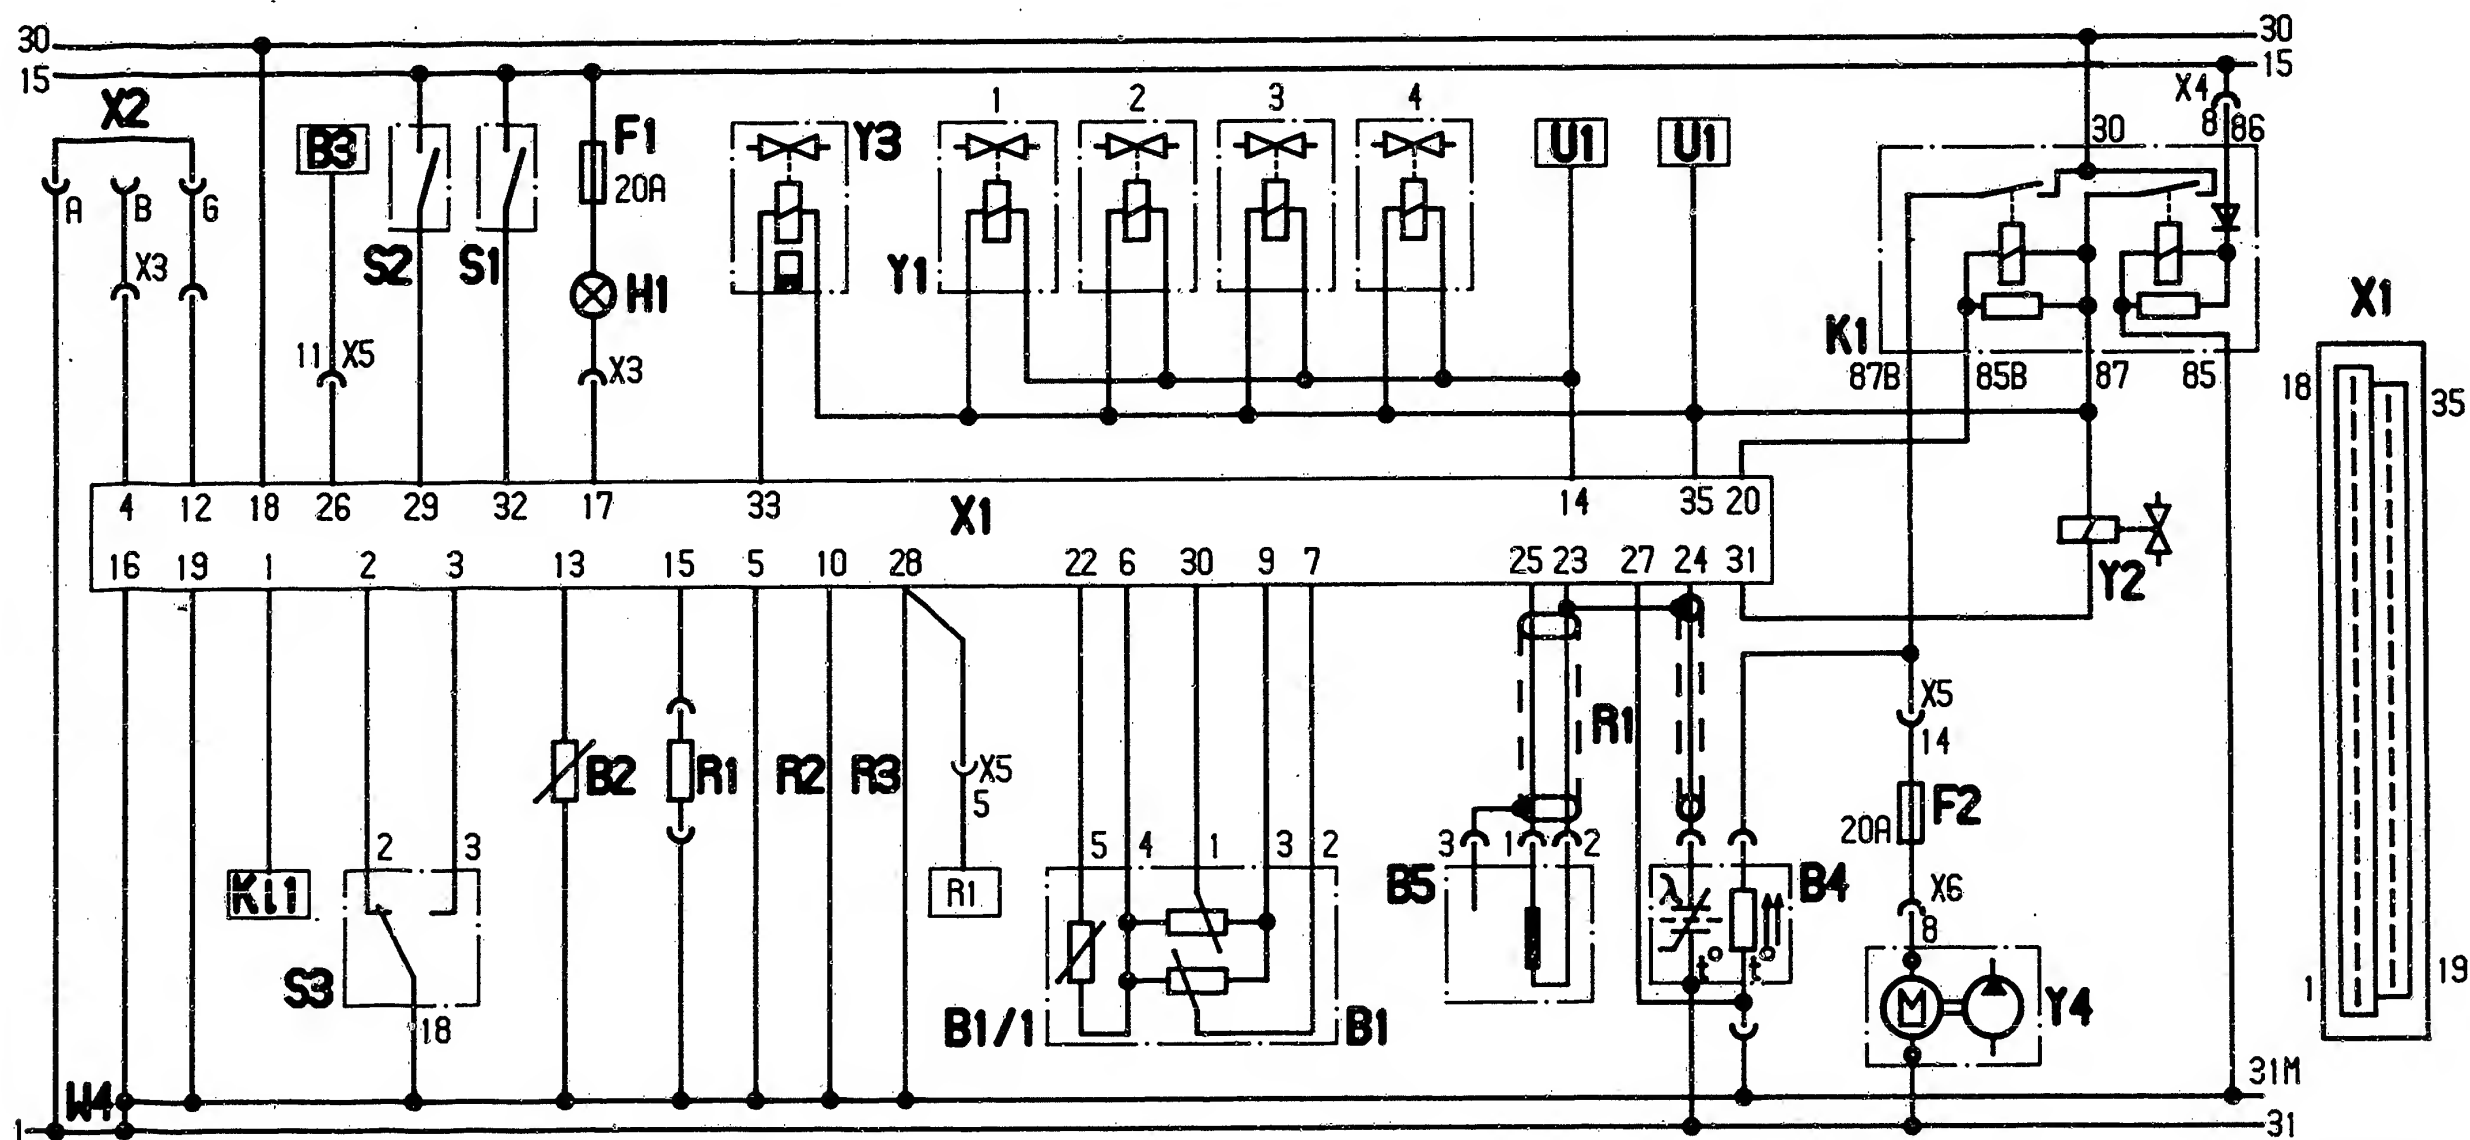 30 30
15 15
X2 1 2 3 4 X4
B3 F1 Y3 U1 U1 30 8 86
20A
A B G
X3 S2 S1 H1 Y1 X1
11 X5 X3 K1
87B 85B 87 85 18 35
4 12 18 26 29 32 17 33 X1 14 35 20
16 19 1 2 3 13 15 5 10 28 22 6 30 9 7 25 23 27 24 31 Y2
X5
R1 14
B2 R1 R2 R3 X5 F2
5 20A
2 3 5 4 1 3 2 3 1 2
Kl1 R1 B5 λ B4 X6
8
t° t°
S3 M Y4 1 19
18 B1/1 B1
31M
W4
1 31